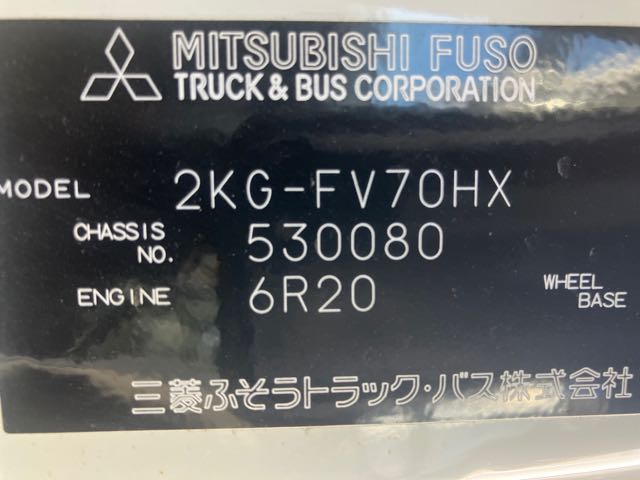 MITSUBISHI FUSO
TRUCK & BUS CORPORATION
MODEL 2KG-FV70HX
CHASSIS NO. 530080
ENGINE 6R20
WHEEL BASE
三菱ふそうトラック・バス株式会社